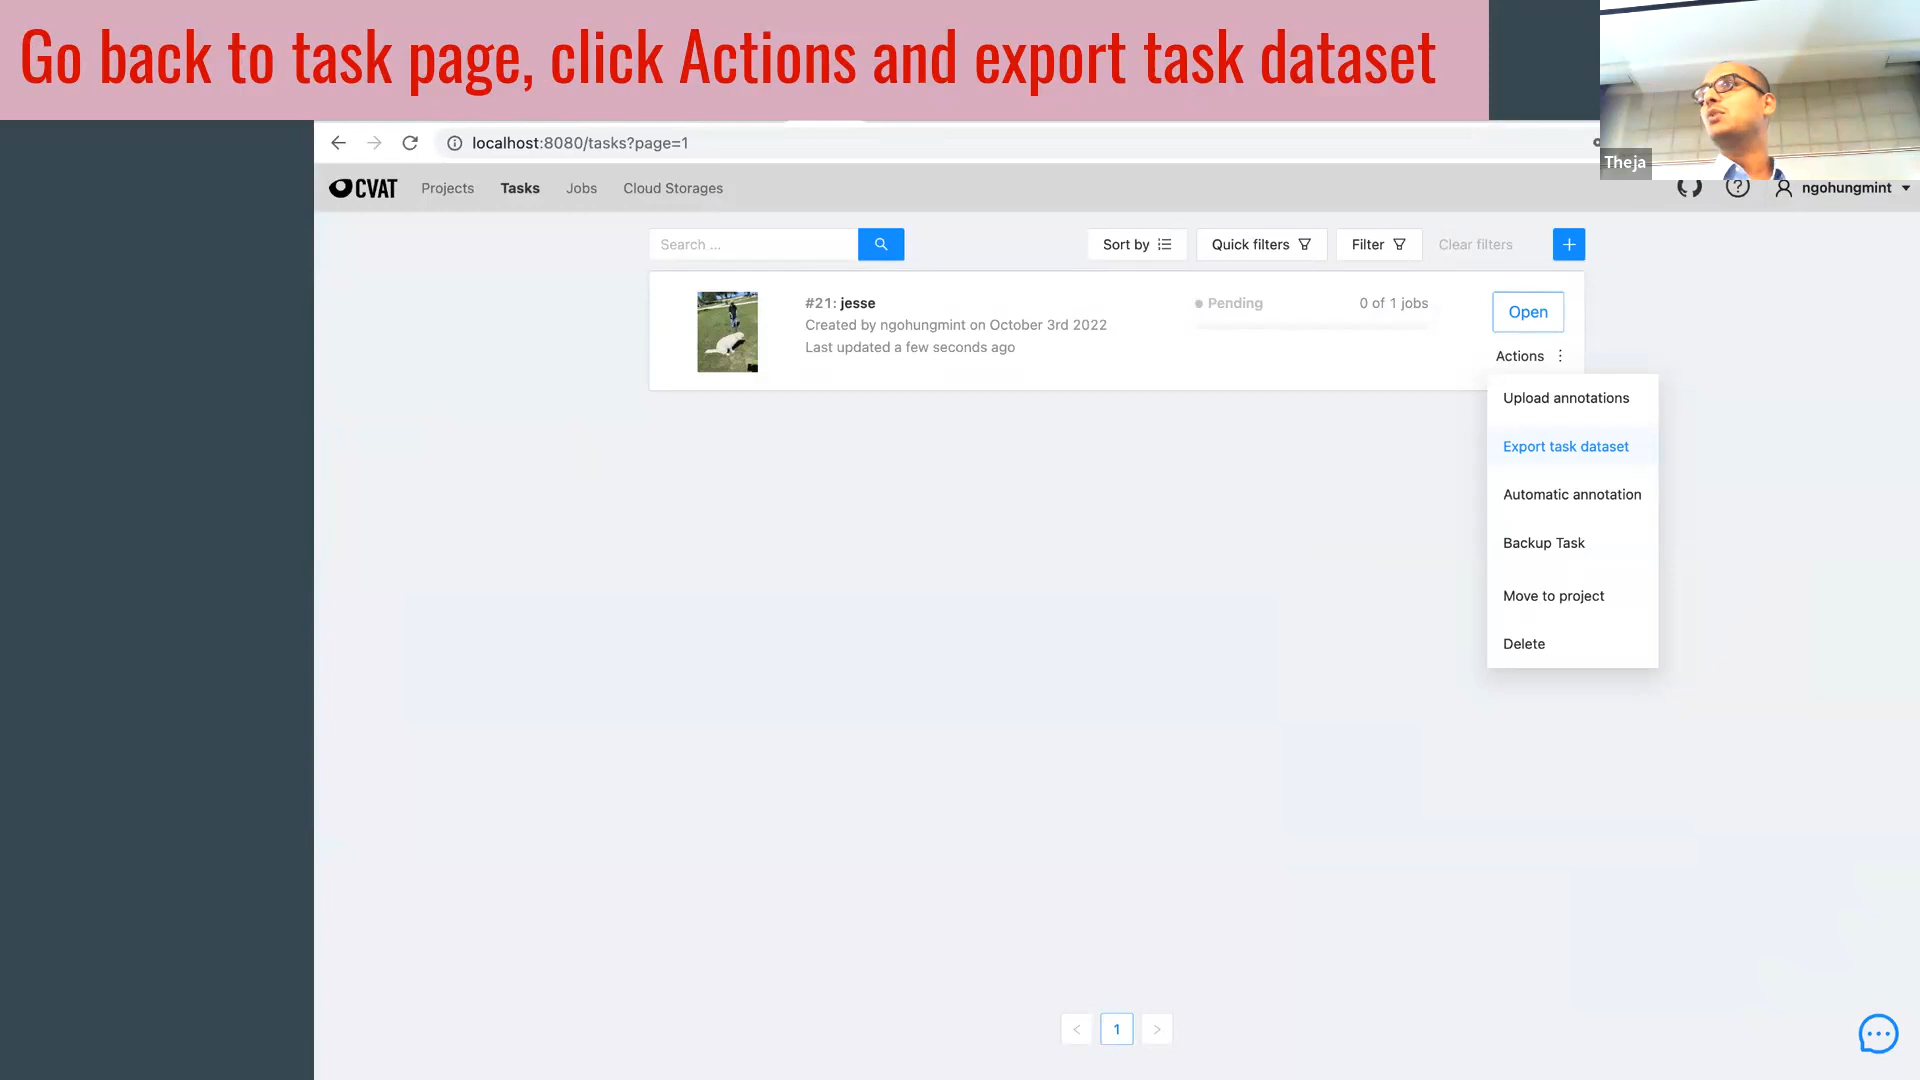 Go back to task page, click Actions and export task dataset
Theja
localhost:8080/tasks?page=1
CVAT Projects Tasks Jobs Cloud Storages ngohungmint
Search ... Sort by Quick filters Filter Clear filters
#21: jesse Pending 0 of 1 jobs Open
Created by ngohungmint on October 3rd 2022
Last updated a few seconds ago
Actions
Upload annotations
Export task dataset
Automatic annotation
Backup Task
Move to project
Delete
< 1 >